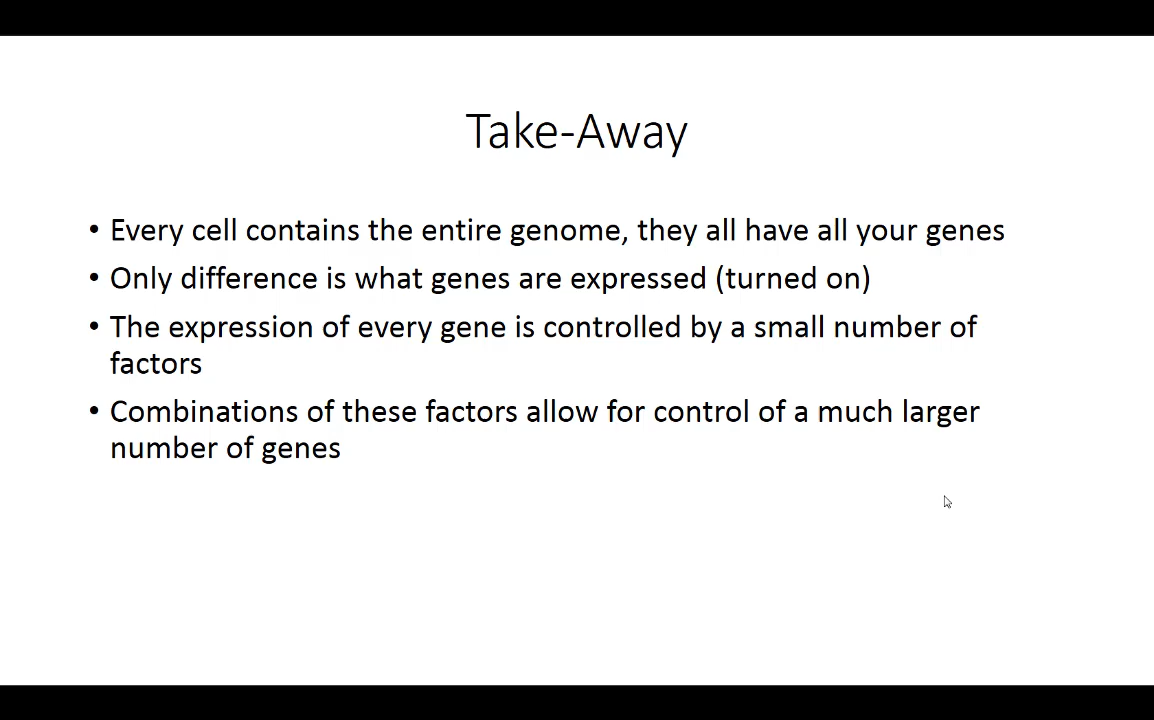 Take-Away
• Every cell contains the entire genome, they all have all your genes
• Only difference is what genes are expressed (turned on)
• The expression of every gene is controlled by a small number of
factors
• Combinations of these factors allow for control of a much larger
number of genes